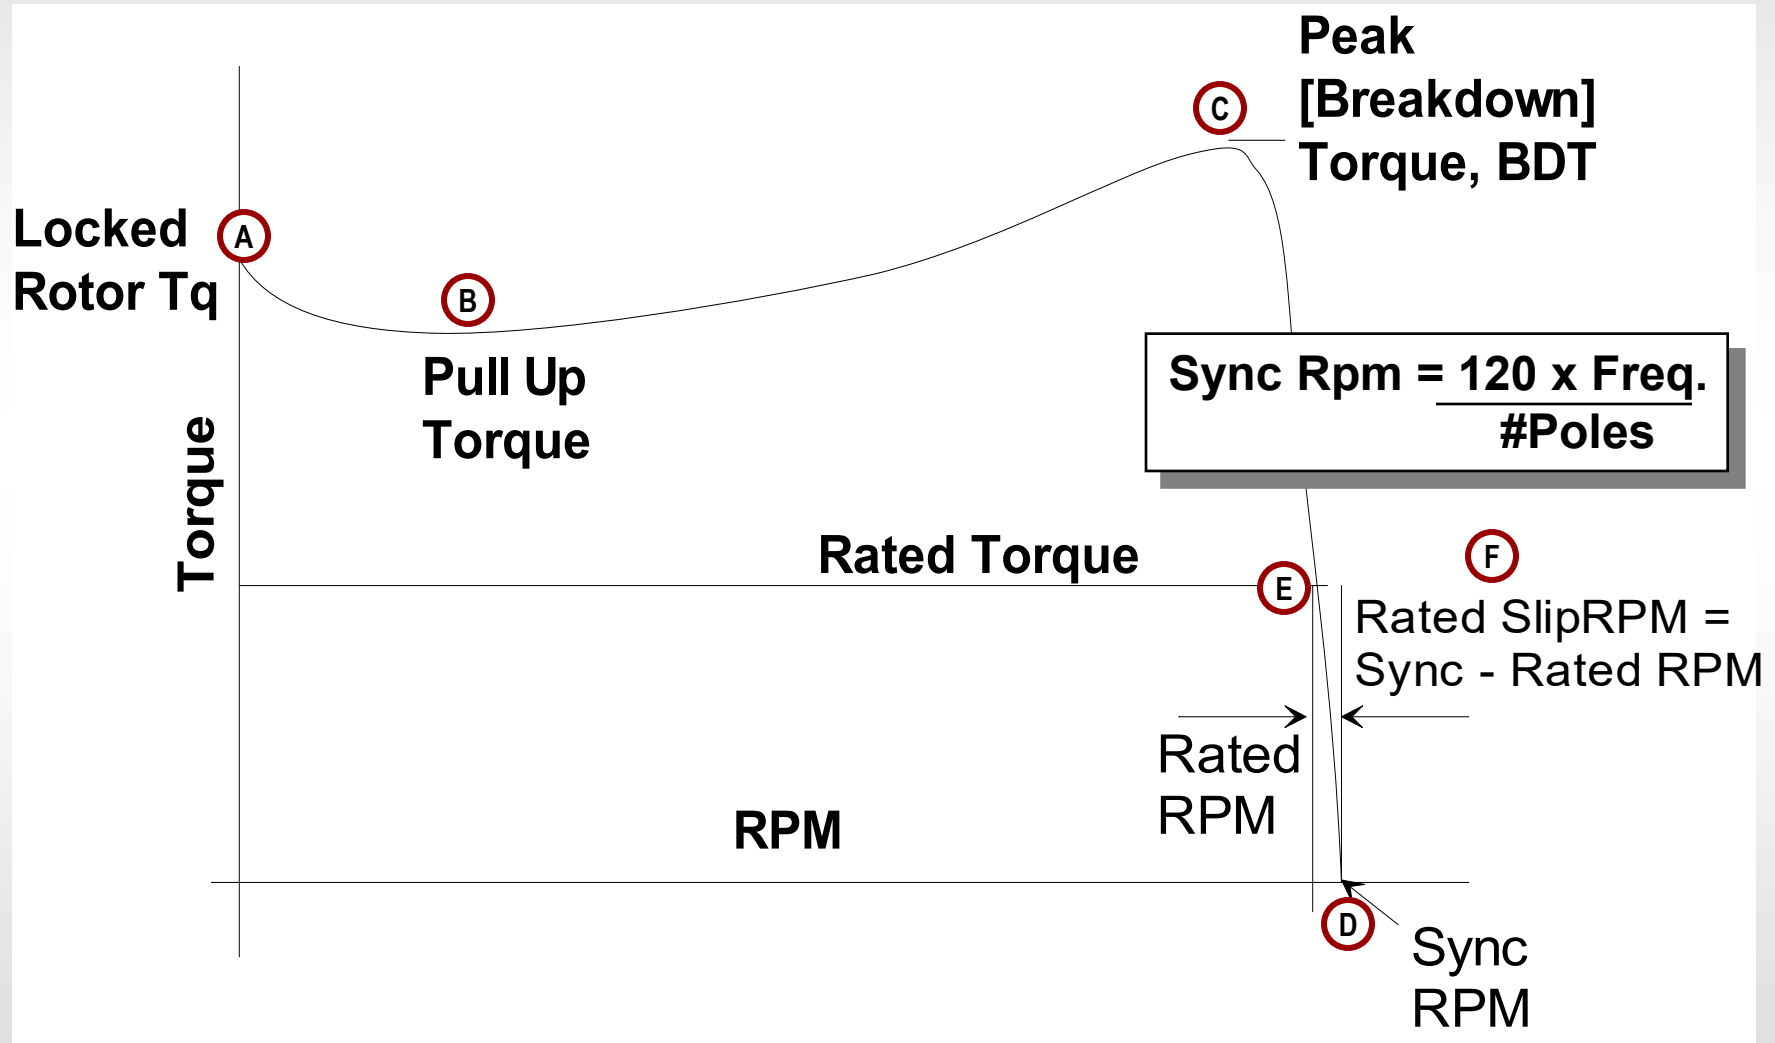 Peak
[Breakdown]
Torque, BDT
C
Locked
Rotor Tq
A
B
Pull Up
Torque
Sync Rpm = 120 x Freq.
#Poles
Torque
Rated Torque
E
F
Rated SlipRPM =
Sync - Rated RPM
Rated
RPM
RPM
D
Sync
RPM